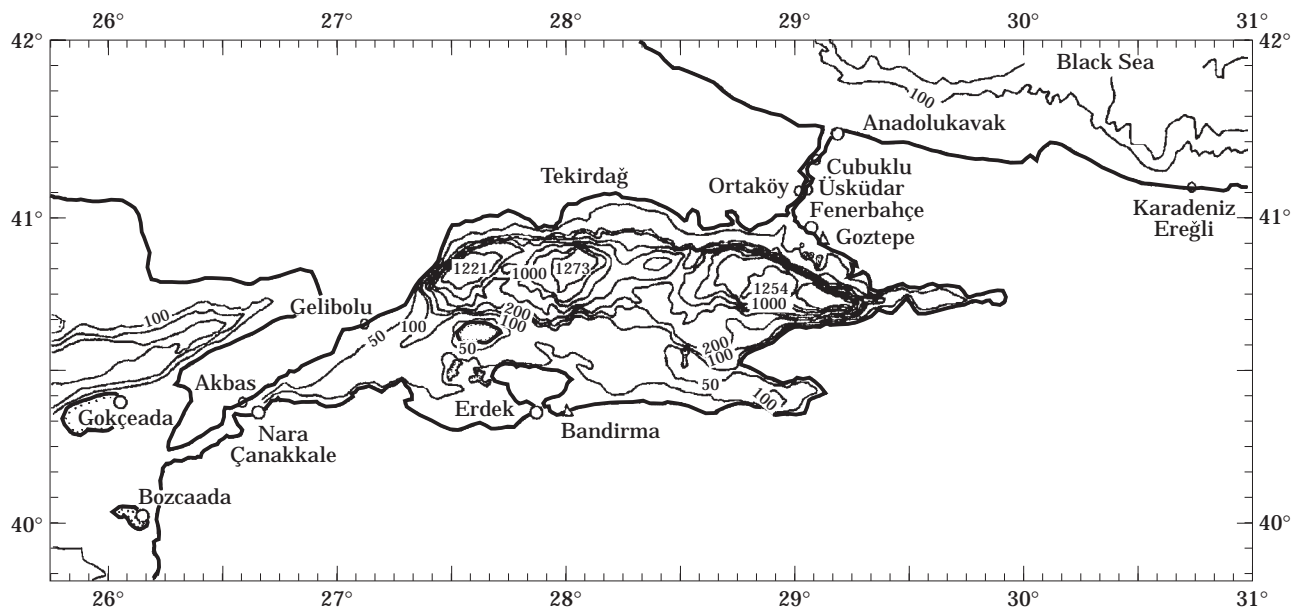 26° 27° 28° 29° 30° 31°
42° 42°
Black Sea
100
Anadolukavak
Cubuklu
Tekirdağ
Ortaköy Üsküdar
Fenerbahçe
Karadeniz
Ereğli
41° 41°
Goztepe
1221 1000 1273
1254
1000
Gelibolu
100
200
100
100
50
50
200
100
50
100
Akbas
Gokçeada
Erdek
Bandirma
Nara
Çanakkale
Bozcaada
40° 40°
26° 27° 28° 29° 30° 31°